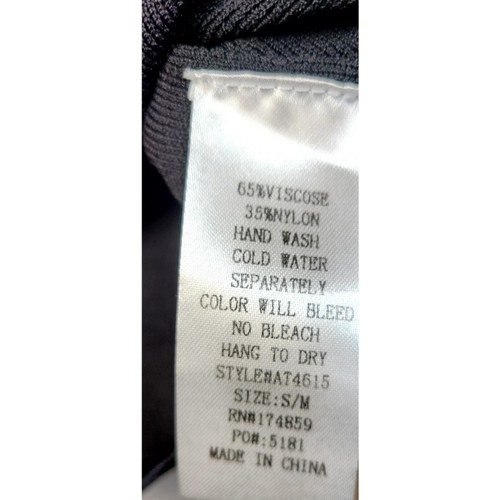 65%VISCOSE
35%NYLON
HAND WASH
COLD WATER
SEPARATELY
COLOR WILL BLEED
NO BLEACH
HANG TO DRY
STYLE#AT4615
SIZE:S/M
RN#174859
PO#:5181
MADE IN CHINA